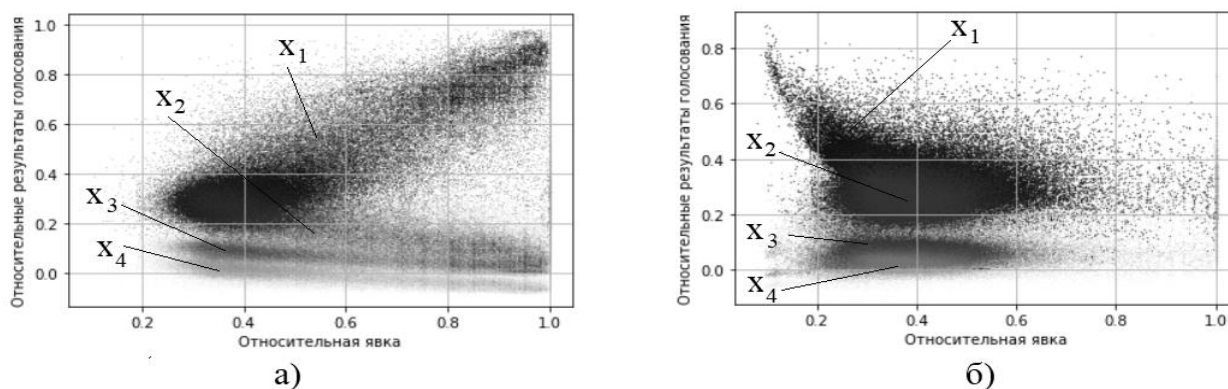 Относительные результаты голосования
1.0
0.8
0.6
0.4
0.2
0.0
x1
x2
x3
x4
0.2 0.4 0.6 0.8 1.0
Относительная явка
а)
Относительные результаты голосования
0.8
0.6
0.4
0.2
0.0
x1
x2
x3
x4
0.2 0.4 0.6 0.8 1.0
Относительная явка
б)